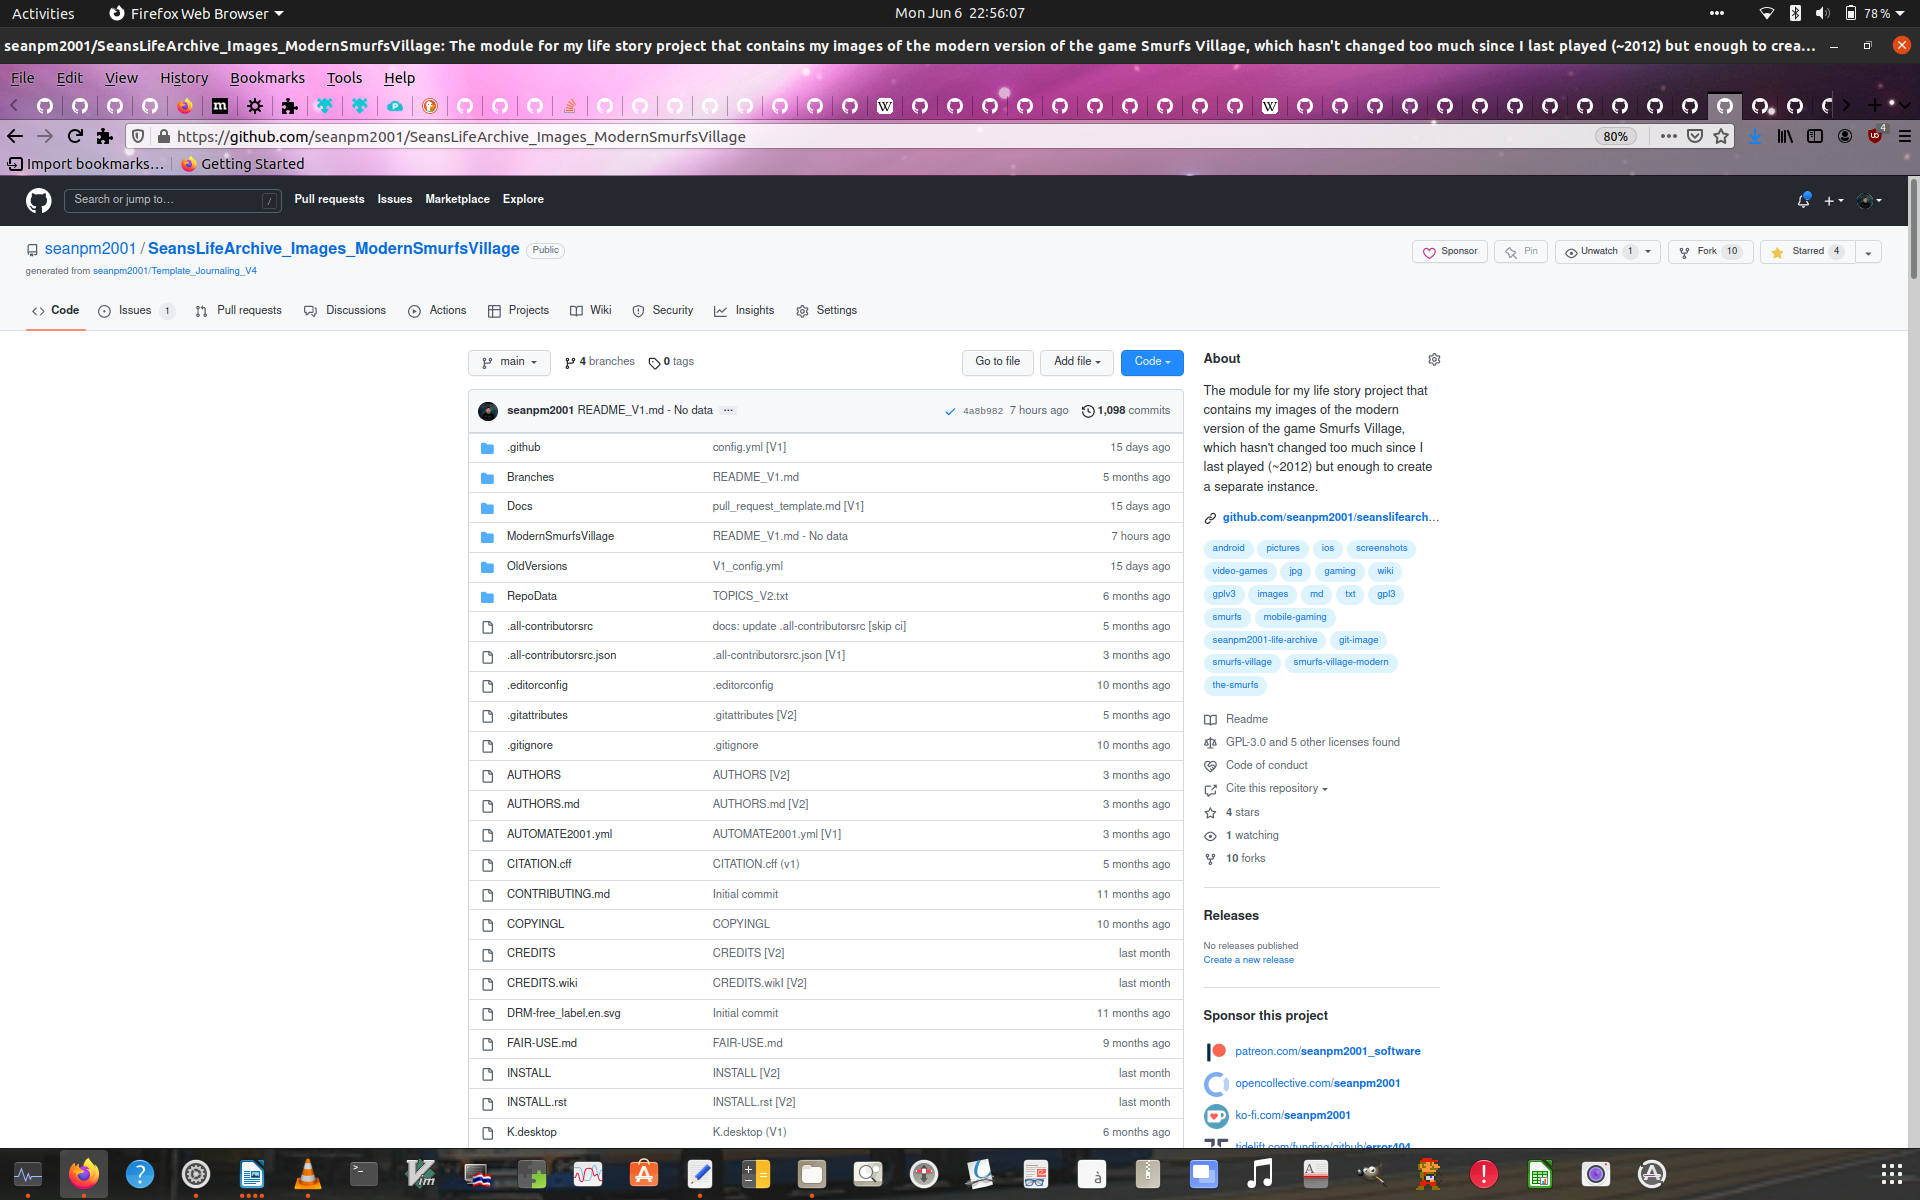 Activities
Firefox Web Browser
Mon Jun 6 22:56:07
78 %
seanpm2001/SeansLifeArchive_Images_ModernSmurfsVillage: The module for my life story project that contains my images of the modern version of the game Smurfs Village, which hasn't changed too much since I last played (~2012) but enough to crea...
File Edit View History Bookmarks Tools Help
https://github.com/seanpm2001/SeansLifeArchive_Images_ModernSmurfsVillage
80%
4
Import bookmarks...
Getting Started
Search or jump to...
/
Pull requests Issues Marketplace Explore
seanpm2001 / SeansLifeArchive_Images_ModernSmurfsVillage Public
generated from seanpm2001/Template_Journaling_V4
Sponsor
Pin
Unwatch 1
Fork 10
Starred 4
Code
Issues 1
Pull requests
Discussions
Actions
Projects
Wiki
Security
Insights
Settings
main
4 branches
0 tags
Go to file
Add file
Code
seanpm2001 README_V1.md - No data ...
4a8b982 7 hours ago 1,098 commits
.github config.yml [V1] 15 days ago
Branches README_V1.md 5 months ago
Docs pull_request_template.md [V1] 15 days ago
ModernSmurfsVillage README_V1.md - No data 7 hours ago
OldVersions V1_config.yml 15 days ago
RepoData TOPICS_V2.txt 6 months ago
.all-contributorsrc docs: update .all-contributorsrc [skip ci] 5 months ago
.all-contributorsrc.json .all-contributorsrc.json [V1] 3 months ago
.editorconfig .editorconfig 10 months ago
.gitattributes .gitattributes [V2] 5 months ago
.gitignore .gitignore 10 months ago
AUTHORS AUTHORS [V2] 3 months ago
AUTHORS.md AUTHORS.md [V2] 3 months ago
AUTOMATE2001.yml AUTOMATE2001.yml [V1] 3 months ago
CITATION.cff CITATION.cff (v1) 5 months ago
CONTRIBUTING.md Initial commit 11 months ago
COPYINGL COPYINGL 10 months ago
CREDITS CREDITS [V2] last month
CREDITS.wiki CREDITS.wikI [V2] last month
DRM-free_label.en.svg Initial commit 11 months ago
FAIR-USE.md FAIR-USE.md 9 months ago
INSTALL INSTALL [V2] last month
INSTALL.rst INSTALL.rst [V2] last month
K.desktop K.desktop (V1) 6 months ago
About
The module for my life story project that
contains my images of the modern
version of the game Smurfs Village,
which hasn't changed too much since I
last played (~2012) but enough to create
a separate instance.
github.com/seanpm2001/seanslifearch...
android pictures ios screenshots
video-games jpg gaming wiki
gplv3 images md txt gpl3
smurfs mobile-gaming
seanpm2001-life-archive git-image
smurfs-village smurfs-village-modern
the-smurfs
Readme
GPL-3.0 and 5 other licenses found
Code of conduct
Cite this repository
4 stars
1 watching
10 forks
Releases
No releases published
Create a new release
Sponsor this project
patreon.com/seanpm2001_software
opencollective.com/seanpm2001
ko-fi.com/seanpm2001
tidelift.com/funding/github/error404